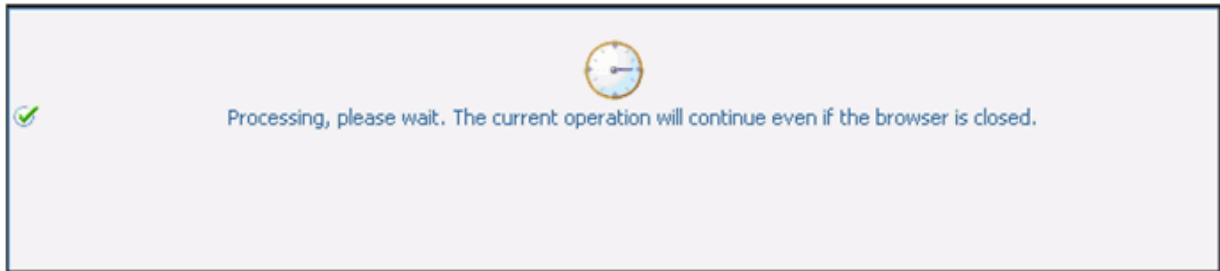 Processing, please wait. The current operation will continue even if the browser is closed.